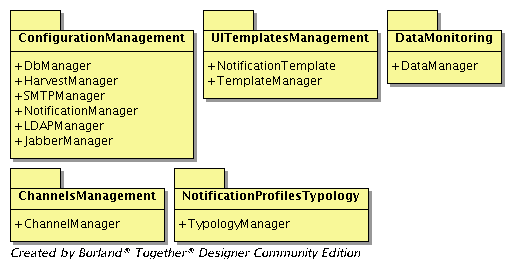 ConfigurationManagement
+DbManager
+HarvestManager
+SMTPManager
+NotificationManager
+LDAPManager
+JabberManager
UITemplatesManagement
+NotificationTemplate
+TemplateManager
DataMonitoring
+DataManager
ChannelsManagement
+ChannelManager
NotificationProfilesTypology
+TypologyManager
Created by Borland® Together® Designer Community Edition